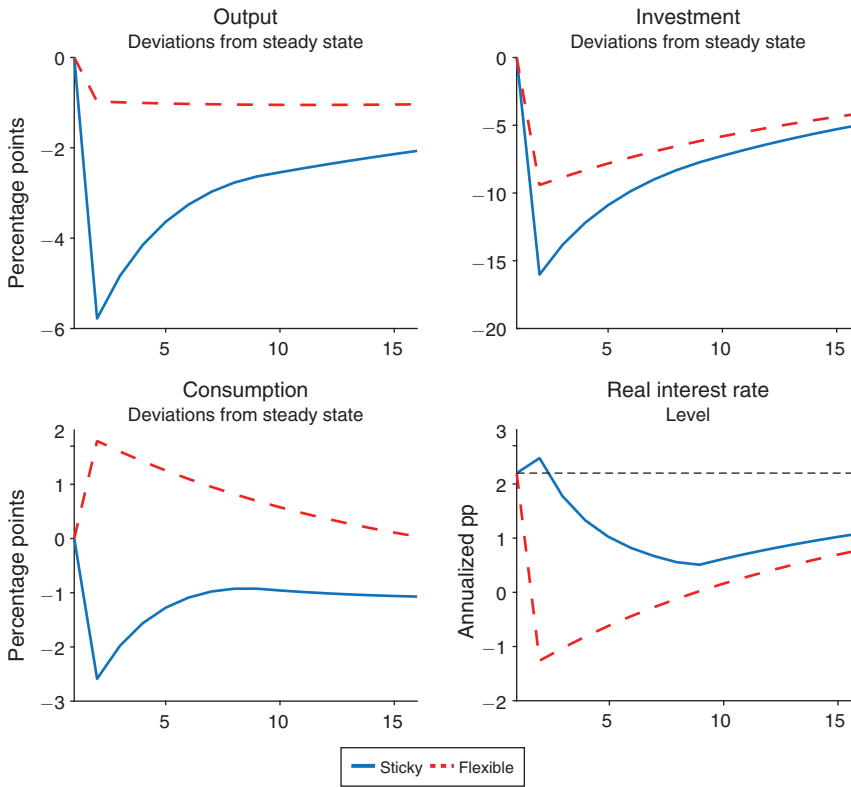 Output
Deviations from steady state
Percentage points
0
−2
−4
−6
5
10
15
Investment
Deviations from steady state
0
−5
−10
−15
−20
5
10
15
Consumption
Deviations from steady state
Percentage points
2
1
0
−1
−2
−3
5
10
15
Real interest rate
Level
Annualized pp
3
2
1
0
−1
−2
5
10
15
Sticky
Flexible